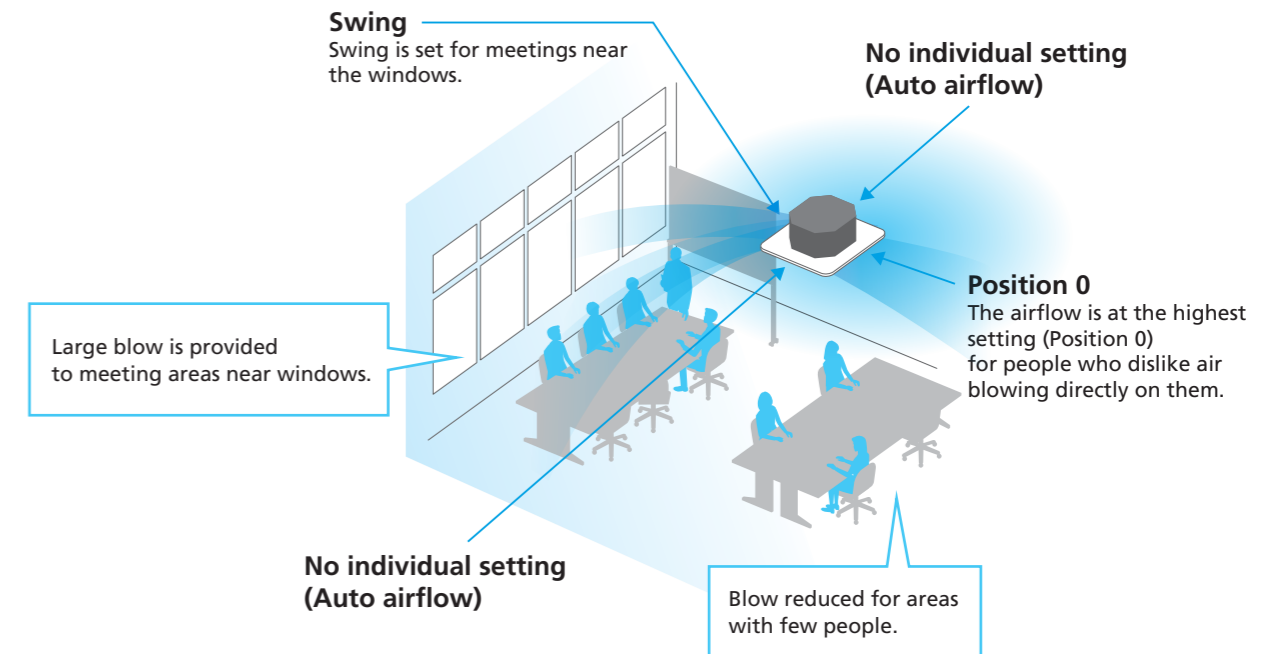 Swing
Swing is set for meetings near
the windows.
No individual setting
(Auto airflow)
Position 0
The airflow is at the highest
setting (Position 0)
for people who dislike air
blowing directly on them.
Large blow is provided
to meeting areas near windows.
No individual setting
(Auto airflow)
Blow reduced for areas
with few people.